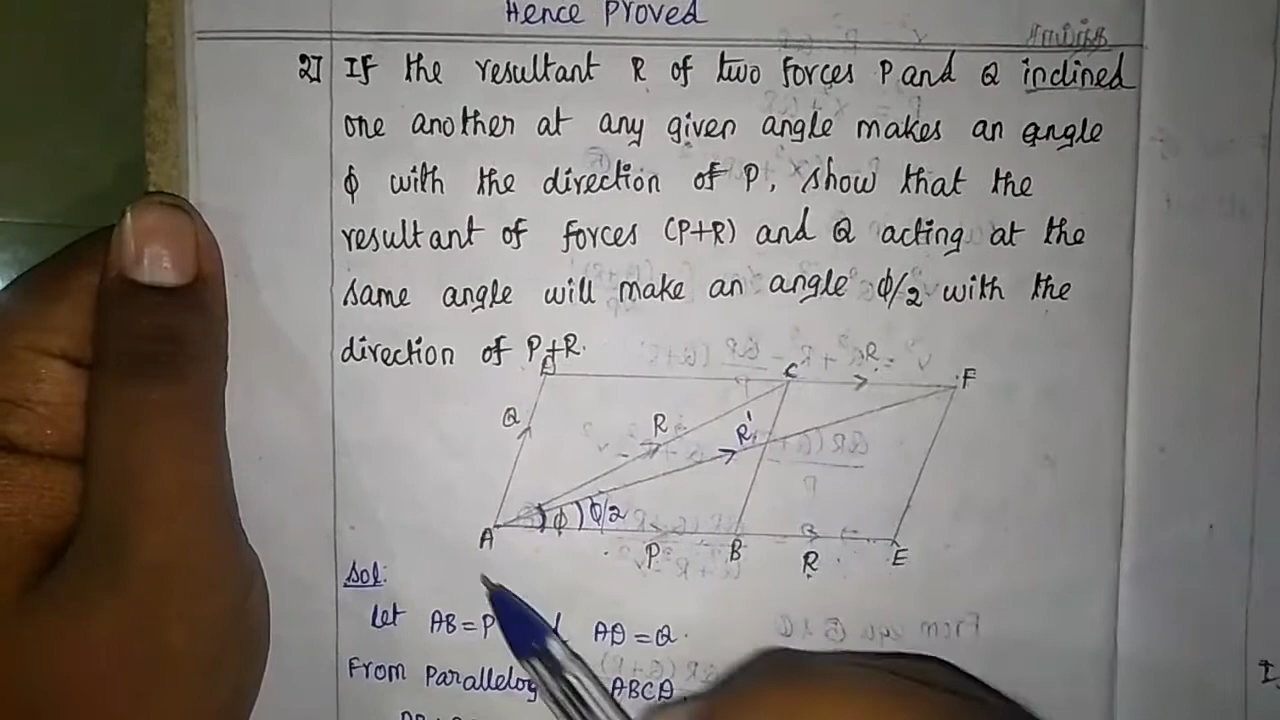 Hence Proved
2] If the resultant R of two forces P and Q inclined
one another at any given angle makes an angle
ϕ with the direction of P, show that the
resultant of forces (P+R) and Q acting at the
same angle will make an angle ϕ/2 with the
direction of P+R.
D C R F
Q R R'
ϕ ϕ/2
A P B R E
Sol:
Let AB=P AD=Q.
From Parallelog ABCD.